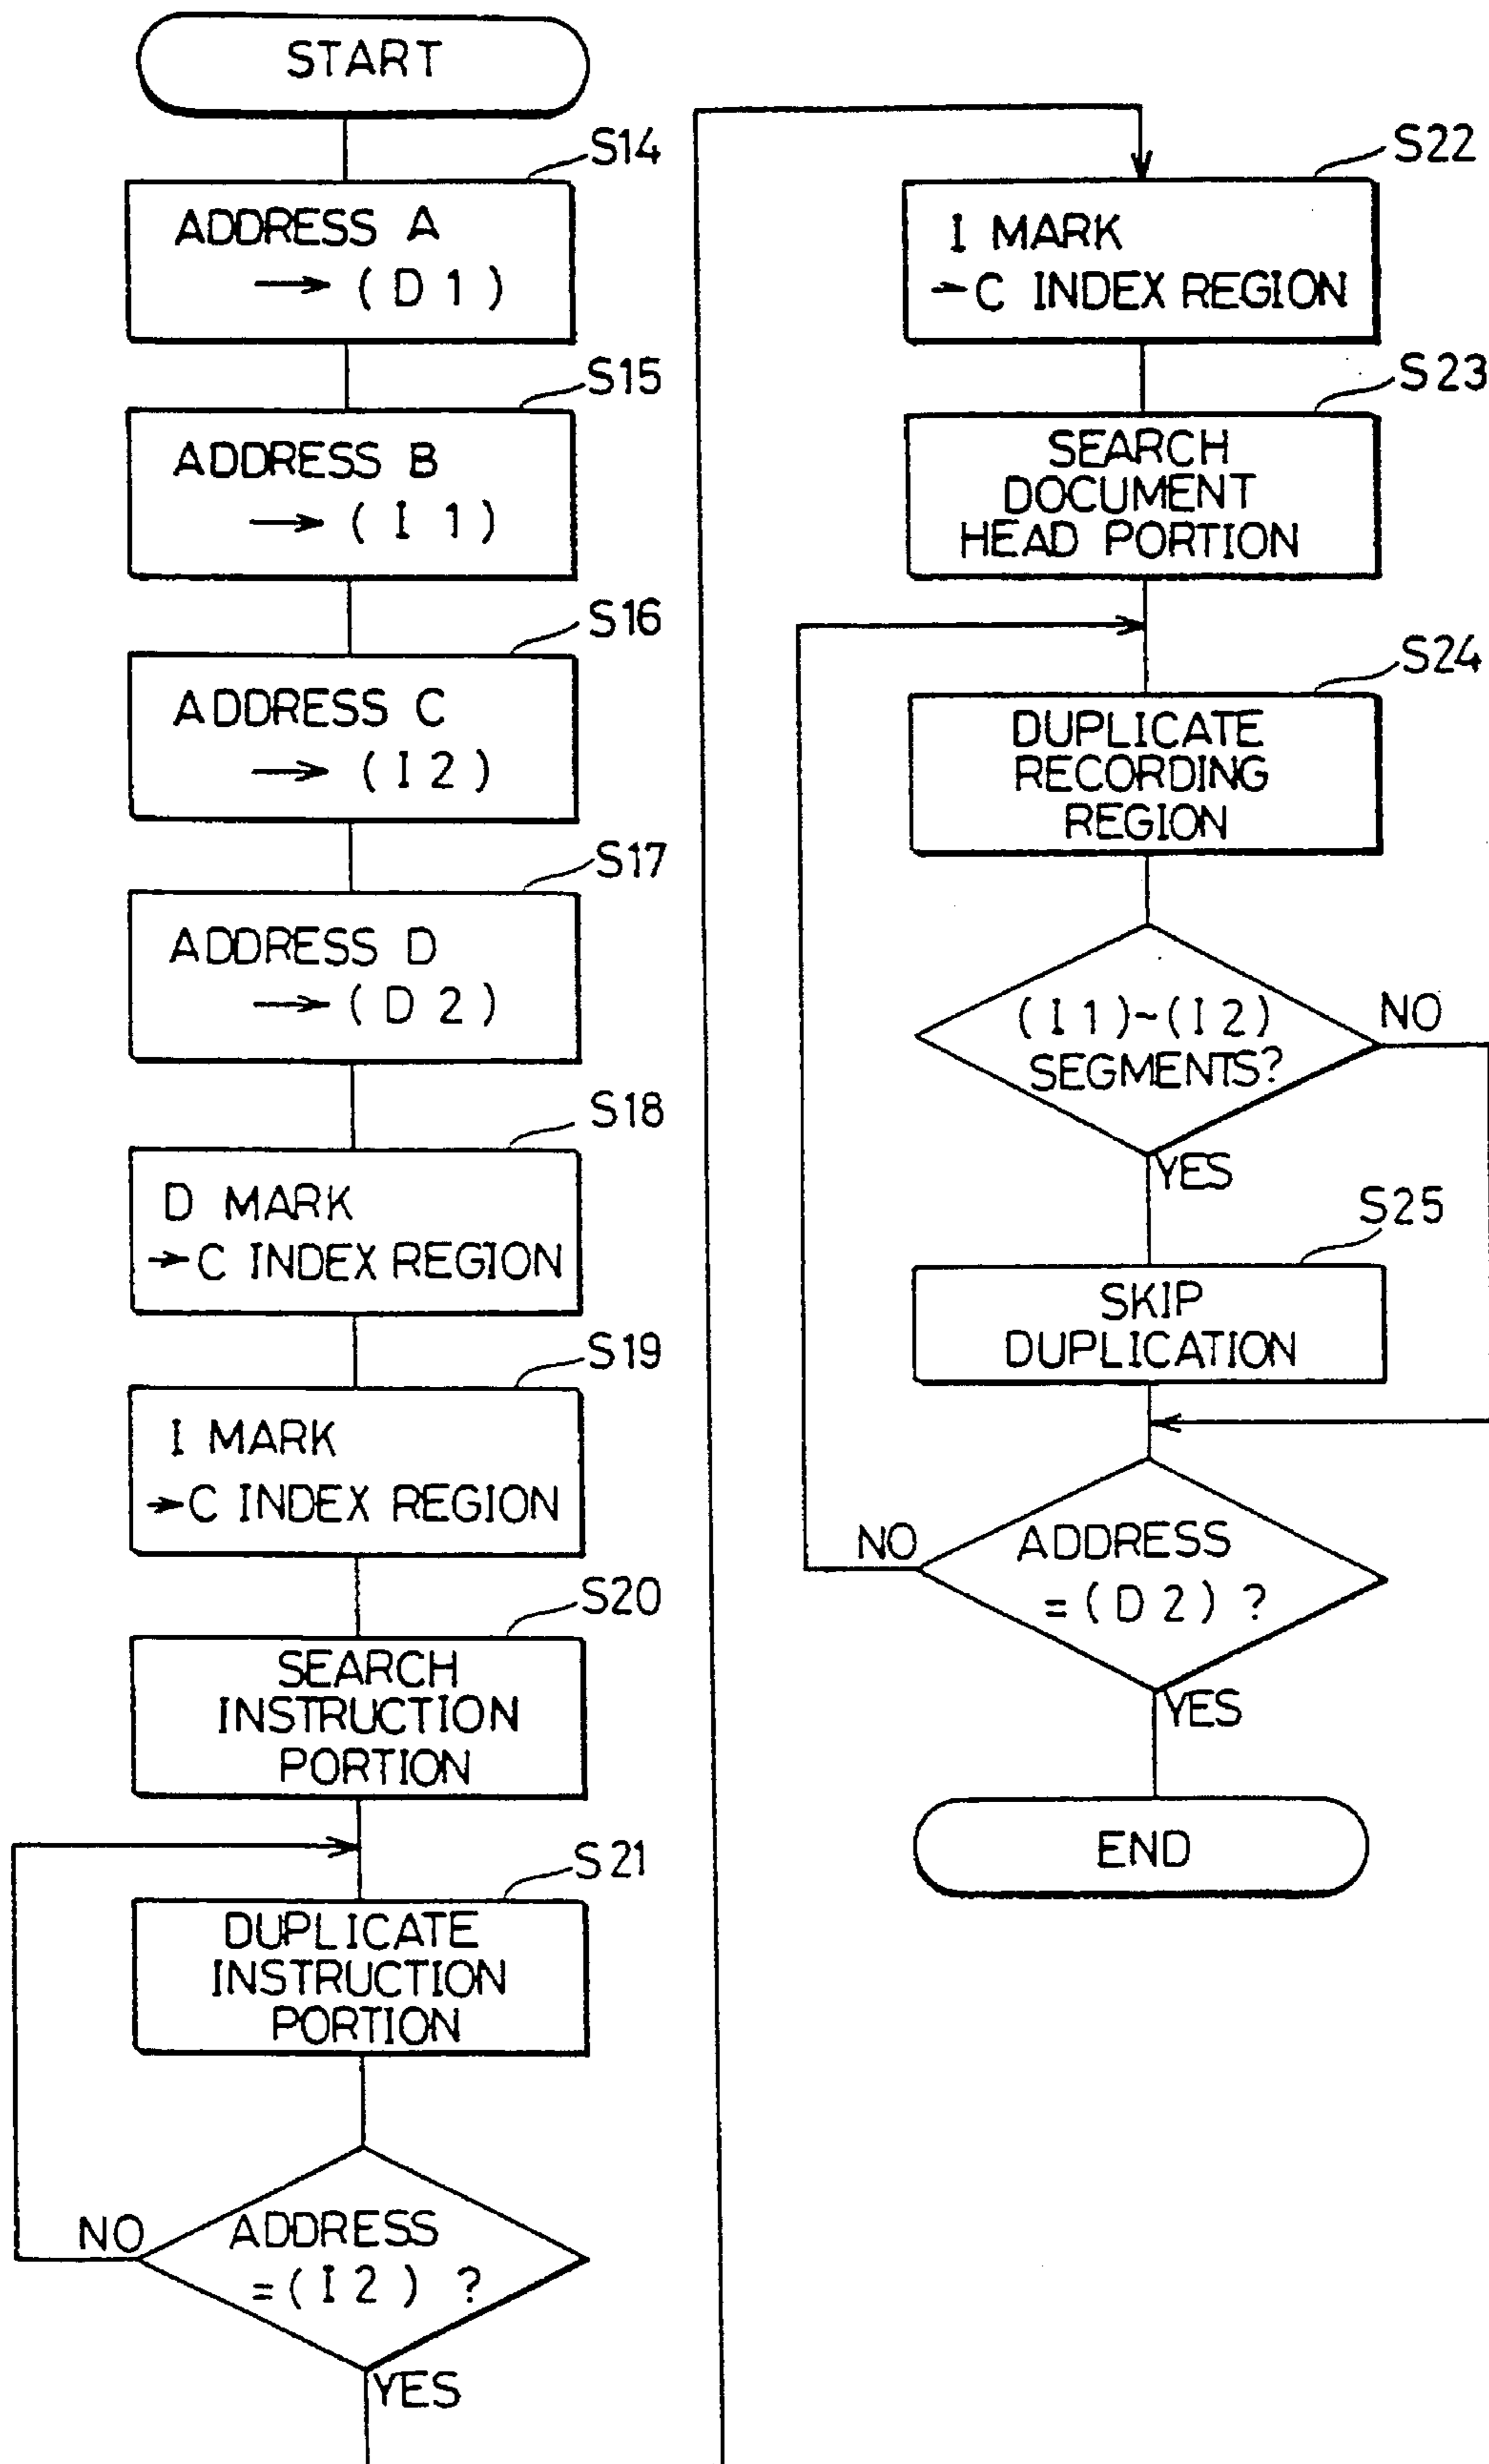 START
S14
ADDRESS A
→ (D1)
S15
ADDRESS B
→ (I1)
S16
ADDRESS C
→ (I2)
S17
ADDRESS D
→ (D2)
S18
D MARK
→C INDEX REGION
S19
I MARK
→C INDEX REGION
S20
SEARCH
INSTRUCTION
PORTION
S21
DUPLICATE
INSTRUCTION
PORTION
NO
ADDRESS
=(I2) ?
YES
S22
I MARK
→C INDEX REGION
S23
SEARCH
DOCUMENT
HEAD PORTION
S24
DUPLICATE
RECORDING
REGION
(I1)~(I2)
SEGMENTS?
NO
YES
S25
SKIP
DUPLICATION
NO
ADDRESS
=(D2) ?
YES
END